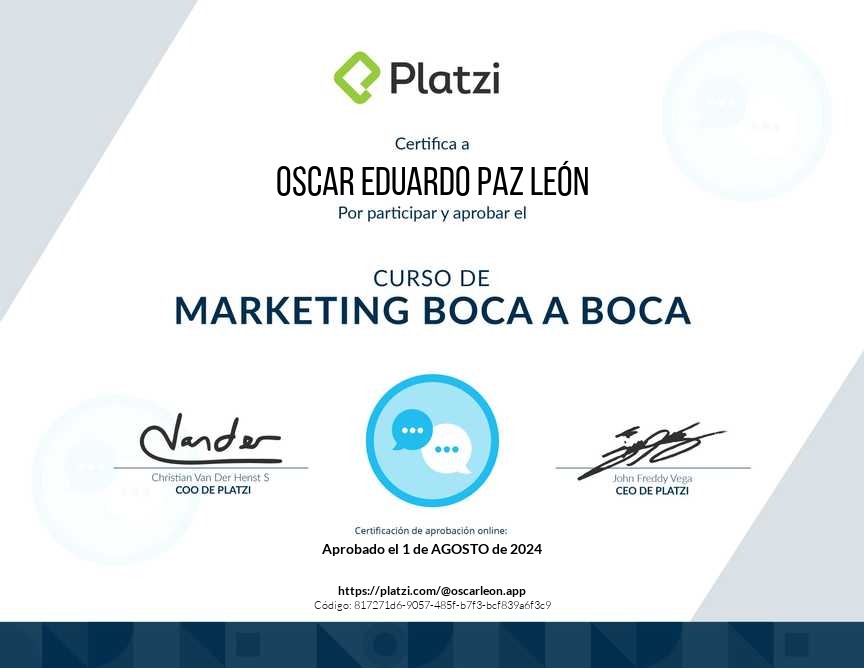 Platzi
Certifica a
OSCAR EDUARDO PAZ LEÓN
Por participar y aprobar el
CURSO DE
MARKETING BOCA A BOCA
Vander
Christian Van Der Henst S
COO DE PLATZI
John Freddy Vega
CEO DE PLATZI
Certificación de aprobación online:
Aprobado el 1 de AGOSTO de 2024
https://platzi.com/@oscarleon.app
Código: 817271d6-9057-485f-b7f3-bcf839a6f3c9